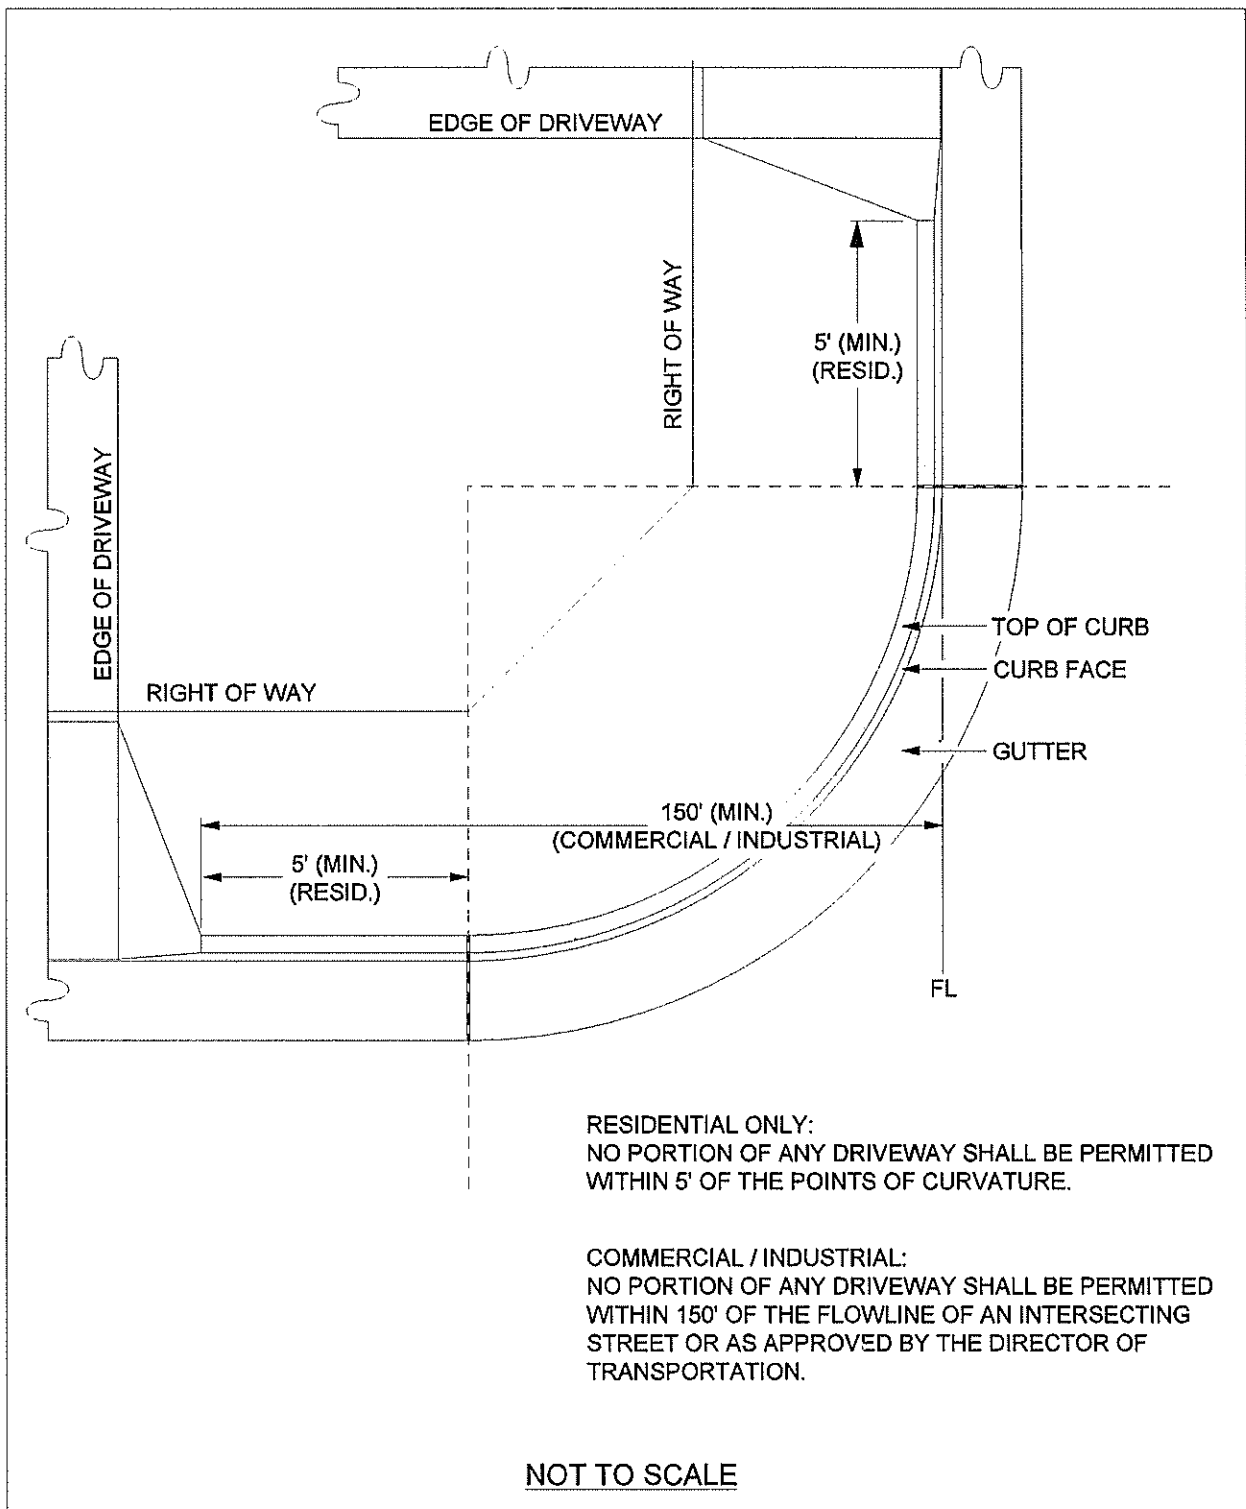 EDGE OF DRIVEWAY
RIGHT OF WAY
5' (MIN.)
(RESID.)
EDGE OF DRIVEWAY
RIGHT OF WAY
TOP OF CURB
CURB FACE
GUTTER
150' (MIN.)
(COMMERCIAL / INDUSTRIAL)
5' (MIN.)
(RESID.)
FL
RESIDENTIAL ONLY:
NO PORTION OF ANY DRIVEWAY SHALL BE PERMITTED
WITHIN 5' OF THE POINTS OF CURVATURE.
COMMERCIAL / INDUSTRIAL:
NO PORTION OF ANY DRIVEWAY SHALL BE PERMITTED
WITHIN 150' OF THE FLOWLINE OF AN INTERSECTING
STREET OR AS APPROVED BY THE DIRECTOR OF
TRANSPORTATION.
NOT TO SCALE